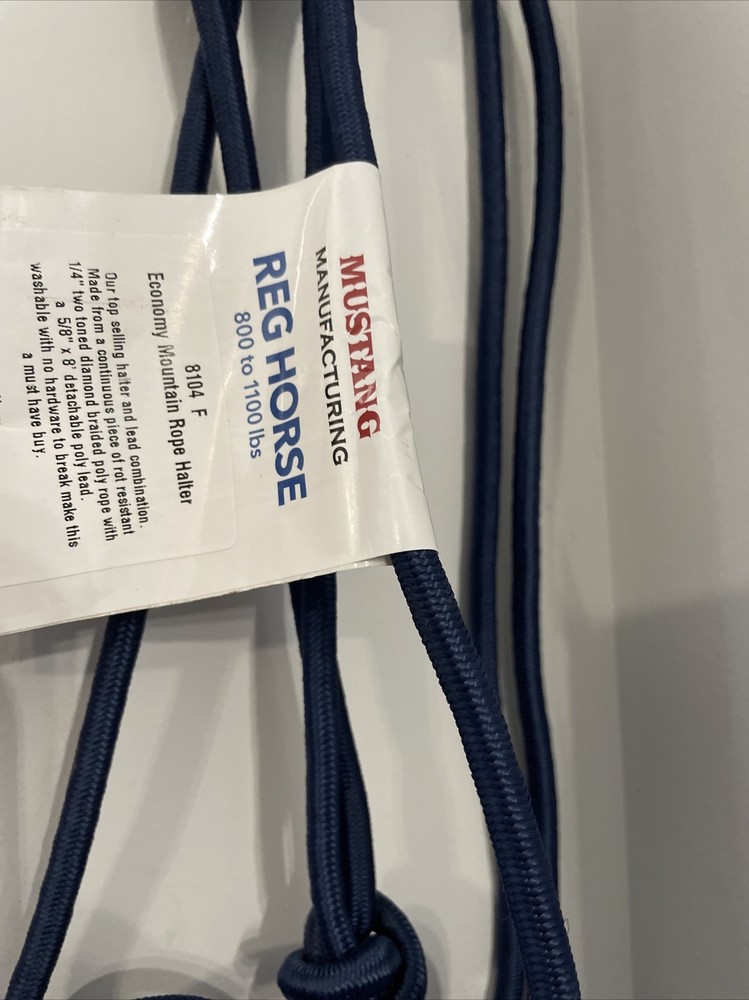 MUSTANG
MANUFACTURING
REG HORSE
800 to 1100 lbs
8104 F
Economy Mountain Rope Halter
Our top selling halter and lead combination.
Made from a continuous piece of rot resistant
1/4" two toned diamond braided poly rope with
a 5/8" x 8' detachable poly lead.
washable with no hardware to break make this
a must have buy.